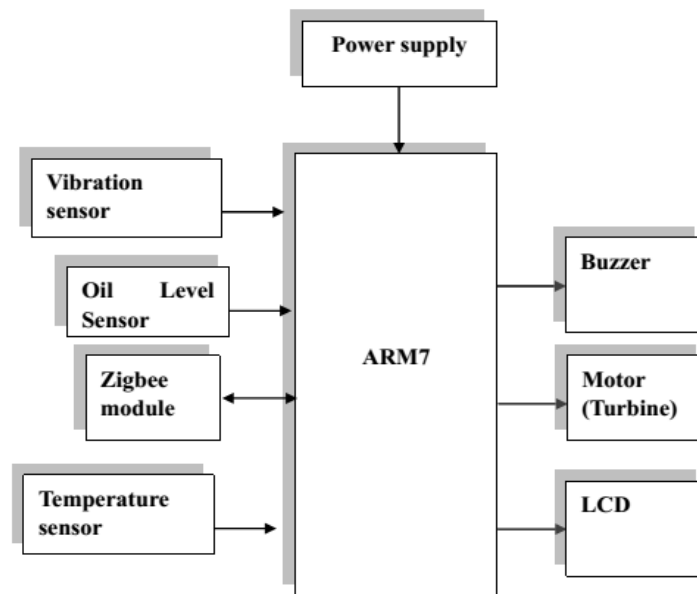 Power supply
Vibration
sensor
Oil Level
Sensor
Zigbee
module
Temperature
sensor
ARM7
Buzzer
Motor
(Turbine)
LCD